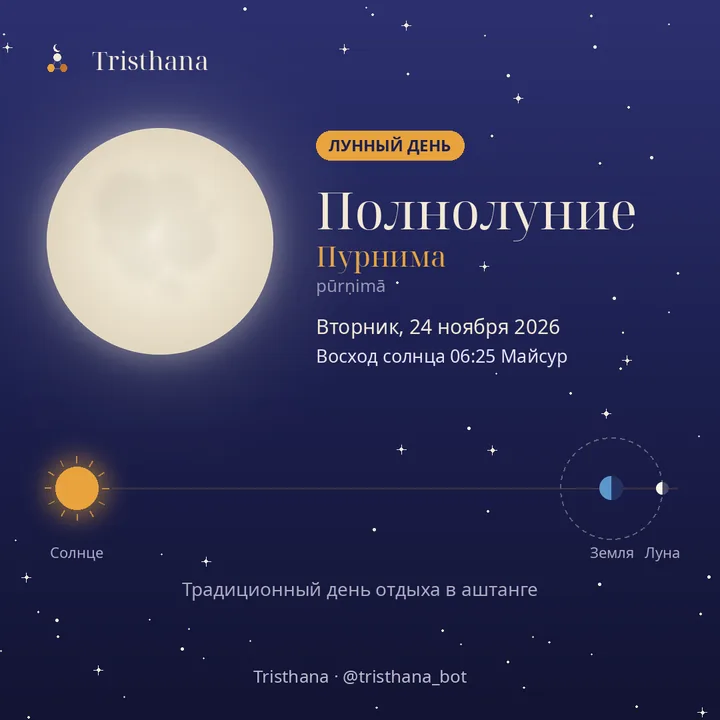 Tristhana
ЛУННЫЙ ДЕНЬ
Полнолуние
Пурнима
pūrṇimā
Вторник, 24 ноября 2026
Восход солнца 06:25 Майсур
Солнце
Земля Луна
Традиционный день отдыха в аштанге
Tristhana · @tristhana_bot